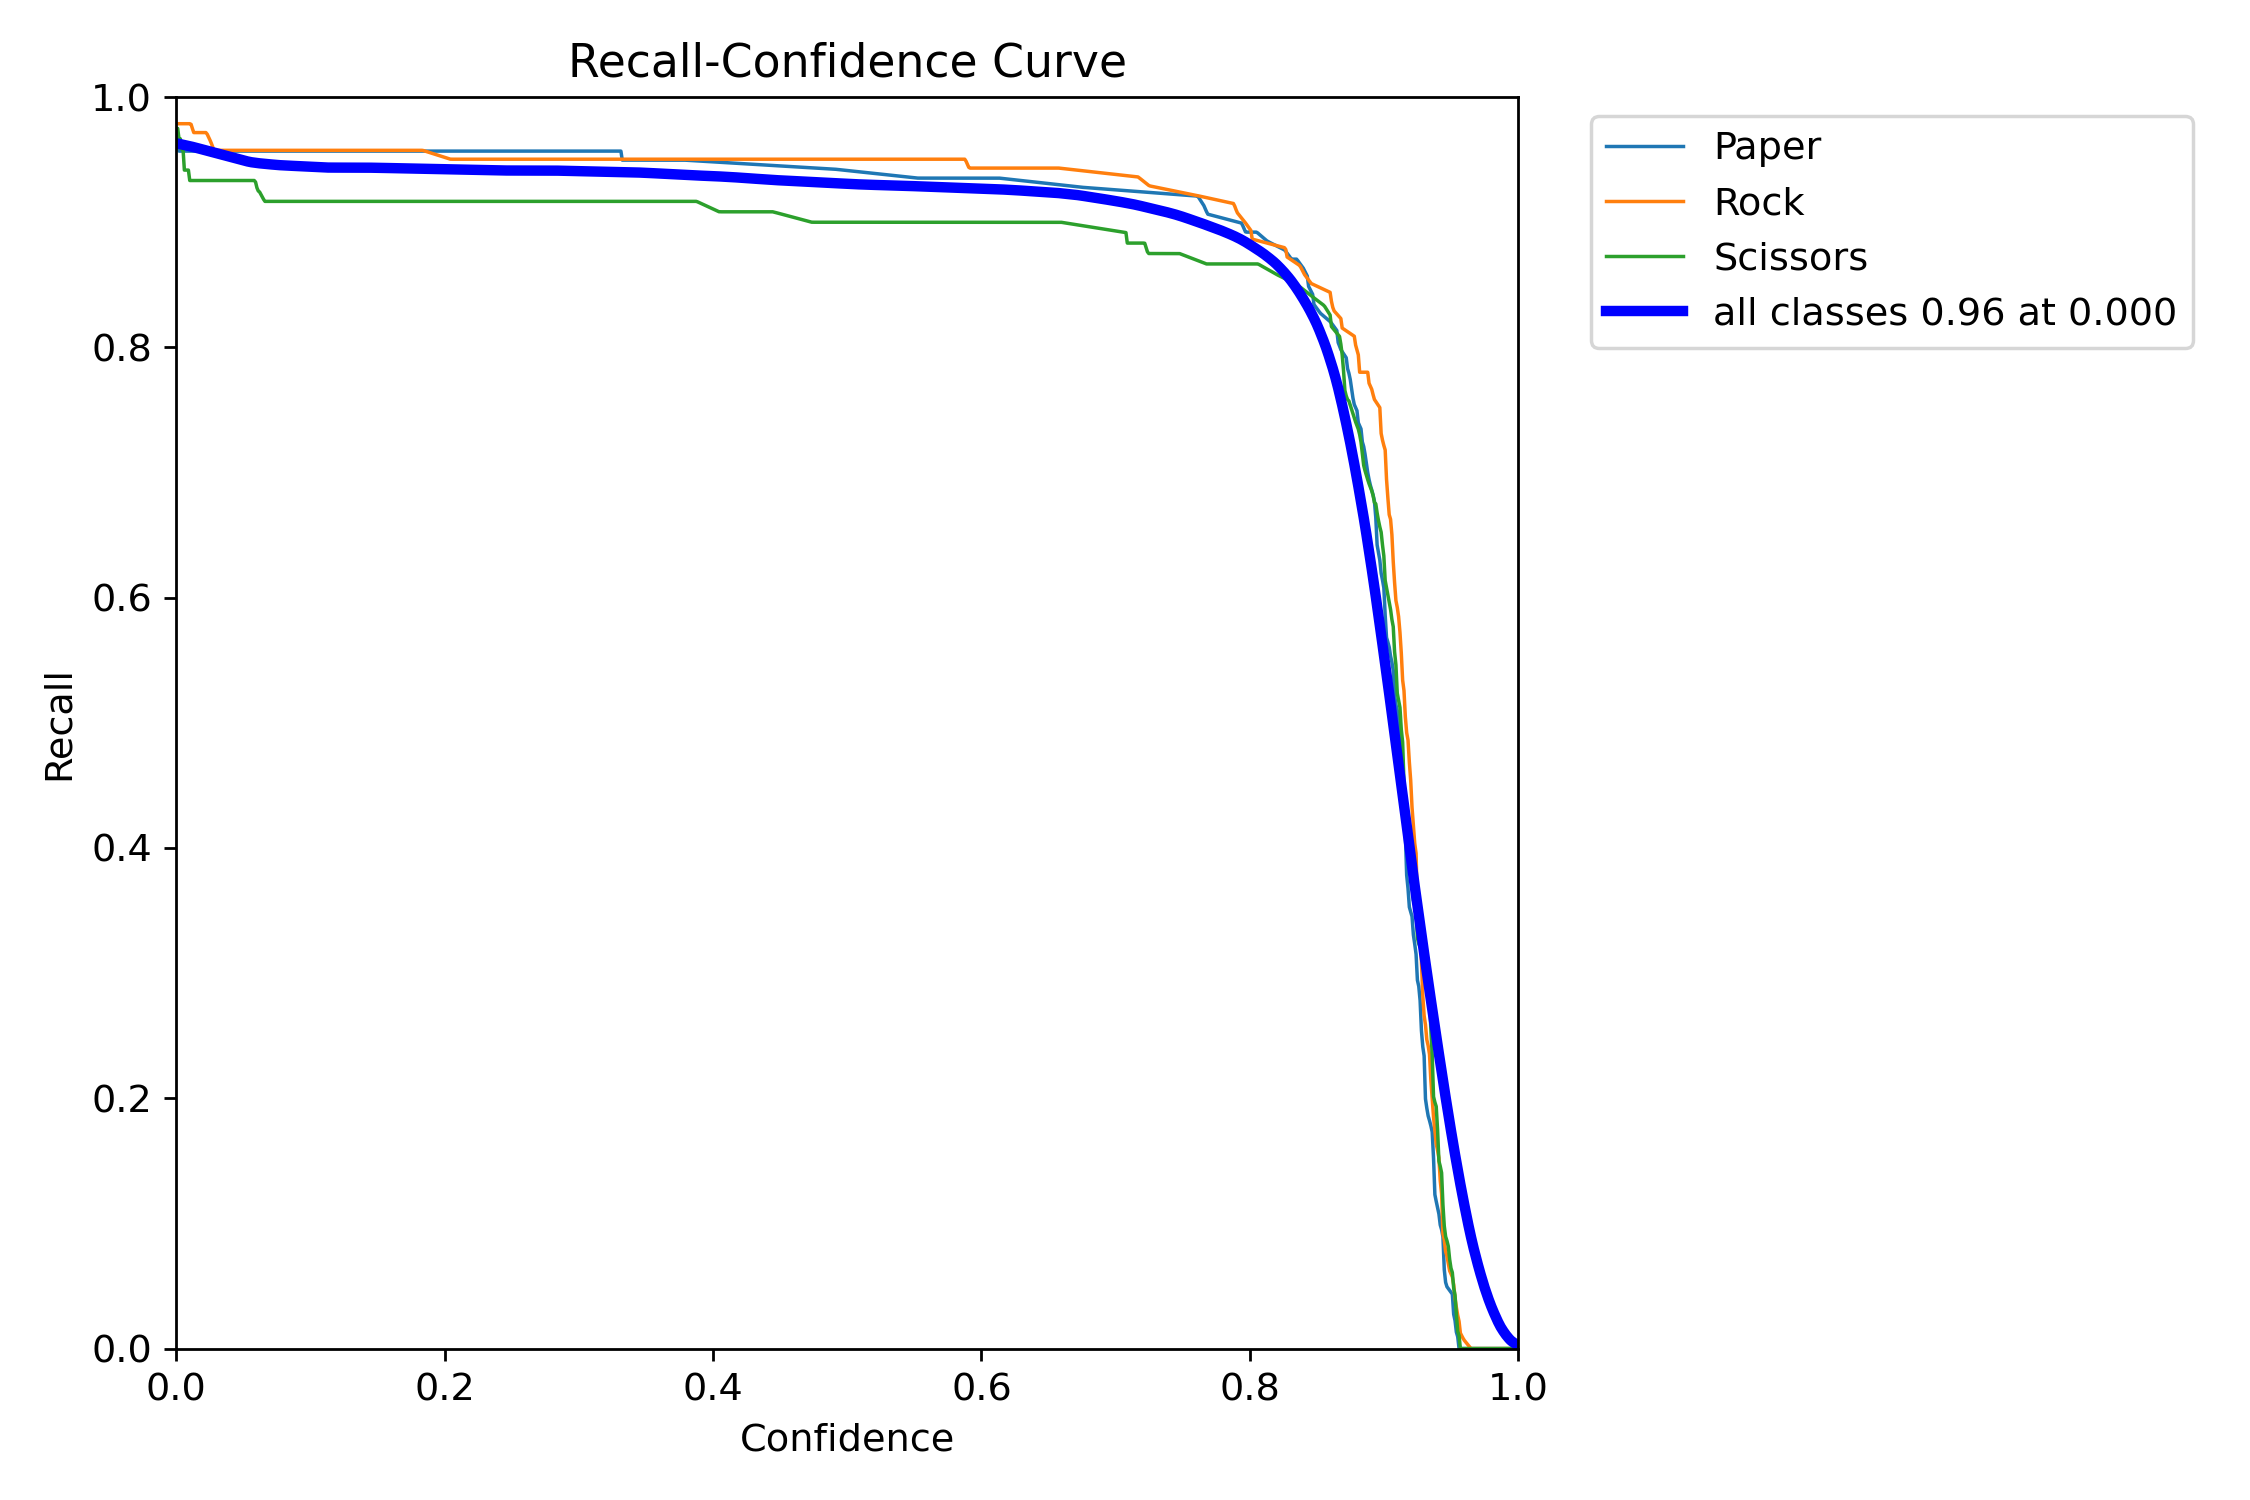 Recall-Confidence Curve
1.0
0.8
0.6
0.4
0.2
0.0
Recall
0.0 0.2 0.4 0.6 0.8 1.0
Confidence
Paper
Rock
Scissors
all classes 0.96 at 0.000